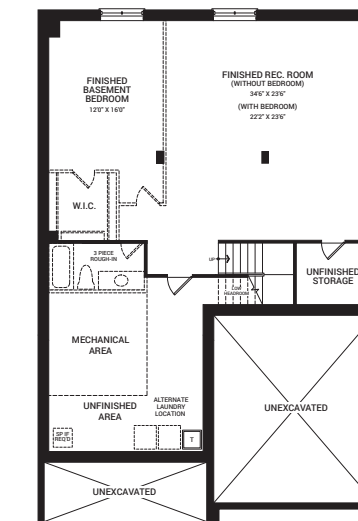 FINISHED
BASEMENT
BEDROOM
12'0" X 16'0"
FINISHED REC. ROOM
(WITHOUT BEDROOM)
34'6" X 23'6"
(WITH BEDROOM)
22'2" X 23'6"
W.I.C.
3 PIECE
ROUGH-IN
UP
LOW
HEADROOM
UNFINISHED
STORAGE
MECHANICAL
AREA
UNFINISHED
AREA
ALTERNATE
LAUNDRY
LOCATION
SP IF
REQ'D
T
UNEXCAVATED
UNEXCAVATED